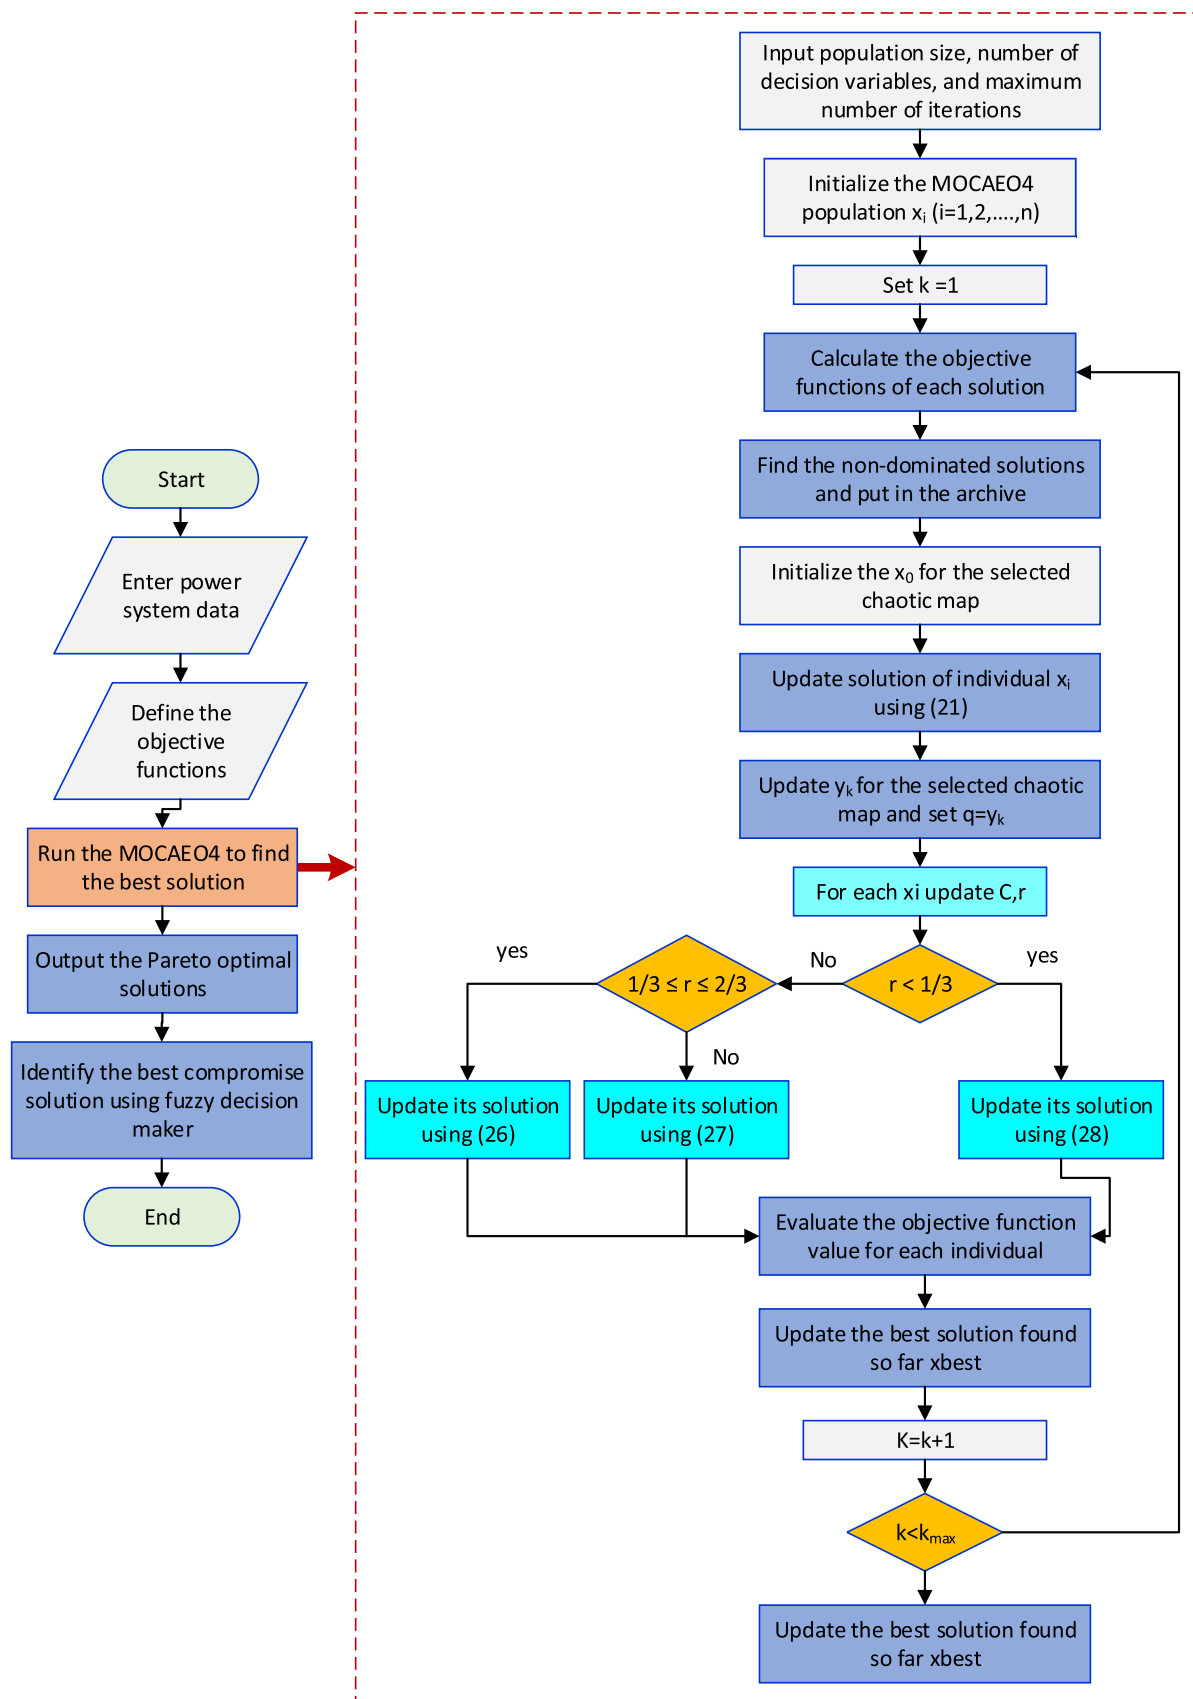 Start
Enter power
system data
Define the
objective
functions
Run the MOCAEO4 to find
the best solution
Output the Pareto optimal
solutions
Identify the best compromise
solution using fuzzy decision
maker
End
Input population size, number of
decision variables, and maximum
number of iterations
Initialize the MOCAEO4
population xᵢ (i=1,2,....,n)
Set k =1
Calculate the objective
functions of each solution
Find the non-dominated solutions
and put in the archive
Initialize the x₀ for the selected
chaotic map
Update solution of individual xᵢ
using (21)
Update yₖ for the selected chaotic
map and set q=yₖ
For each xi update C,r
r < 1/3
yes
No
1/3 ≤ r ≤ 2/3
yes
No
Update its solution
using (26)
Update its solution
using (27)
Update its solution
using (28)
Evaluate the objective function
value for each individual
Update the best solution found
so far xbest
K=k+1
k<kₘₐₓ
Update the best solution found
so far xbest